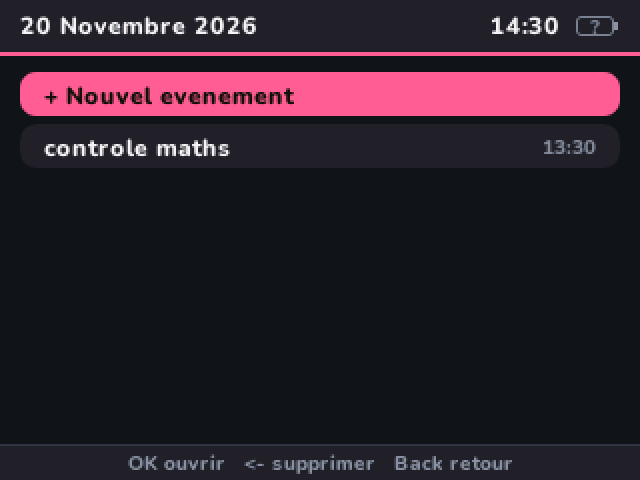 20 Novembre 2026 14:30 ?
+ Nouvel evenement
controle maths 13:30
OK ouvrir <- supprimer Back retour